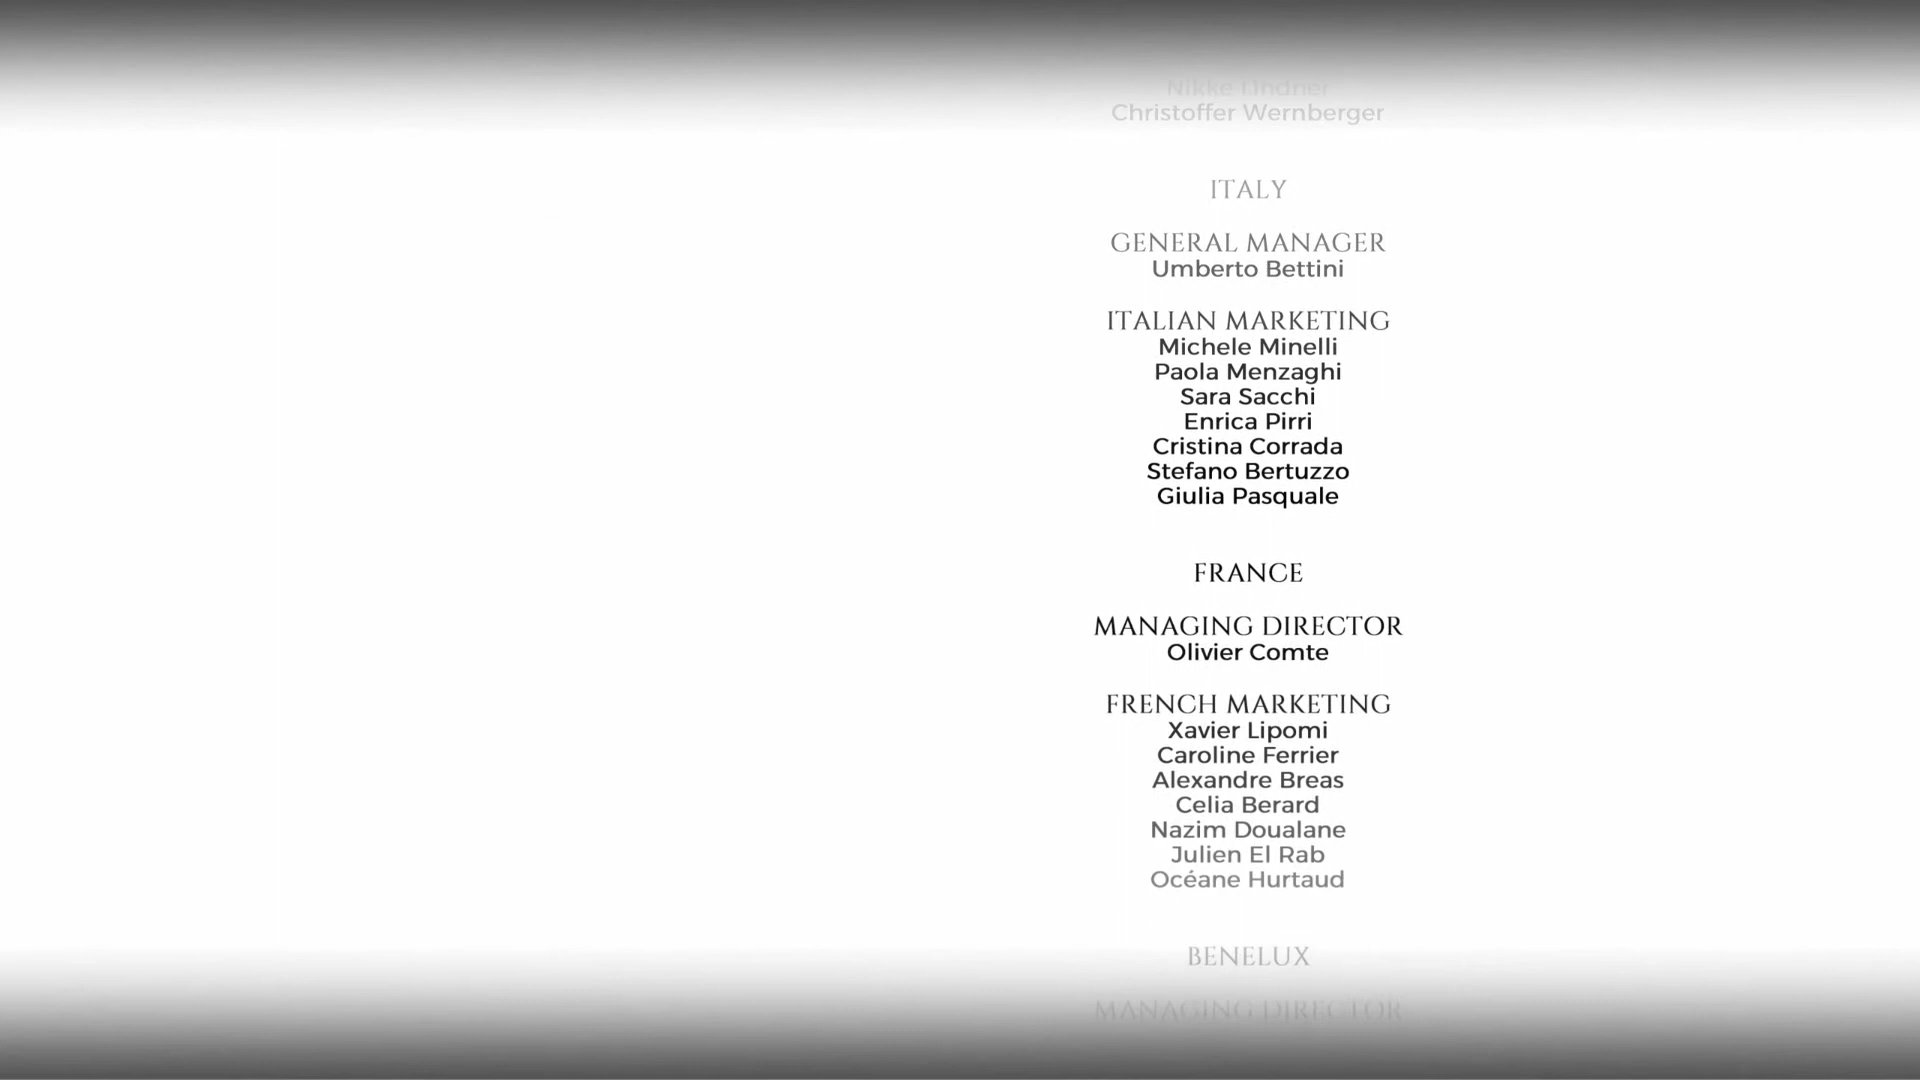 Nikke Lindner
Christoffer Wernberger
ITALY
GENERAL MANAGER
Umberto Bettini
ITALIAN MARKETING
Michele Minelli
Paola Menzaghi
Sara Sacchi
Enrica Pirri
Cristina Corrada
Stefano Bertuzzo
Giulia Pasquale
FRANCE
MANAGING DIRECTOR
Olivier Comte
FRENCH MARKETING
Xavier Lipomi
Caroline Ferrier
Alexandre Breas
Celia Berard
Nazim Doualane
Julien El Rab
Océane Hurtaud
BENELUX
MANAGING DIRECTOR